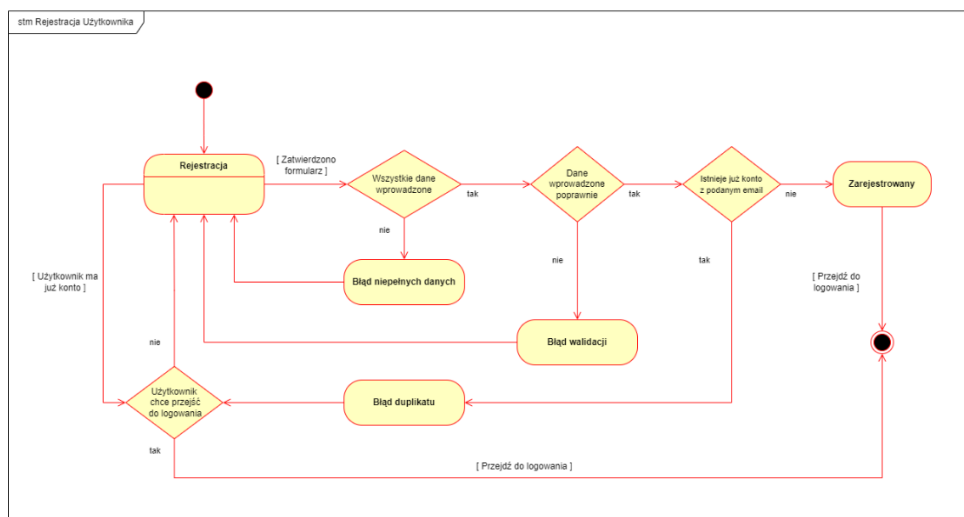 stm Rejestracja Użytkownika
Rejestracja
[ Zatwierdzono
formularz ]
Wszystkie dane
wprowadzone
tak
Dane
wprowadzone
poprawnie
tak
Istnieje już konto
z podanym email
nie
Zarejestrowany
nie
nie
tak
Błąd niepełnych danych
[ Użytkownik ma
już konto ]
[ Przejdź do
logowania ]
Błąd walidacji
nie
Użytkownik
chce przejść
do logowania
Błąd duplikatu
tak
[ Przejdź do logowania ]